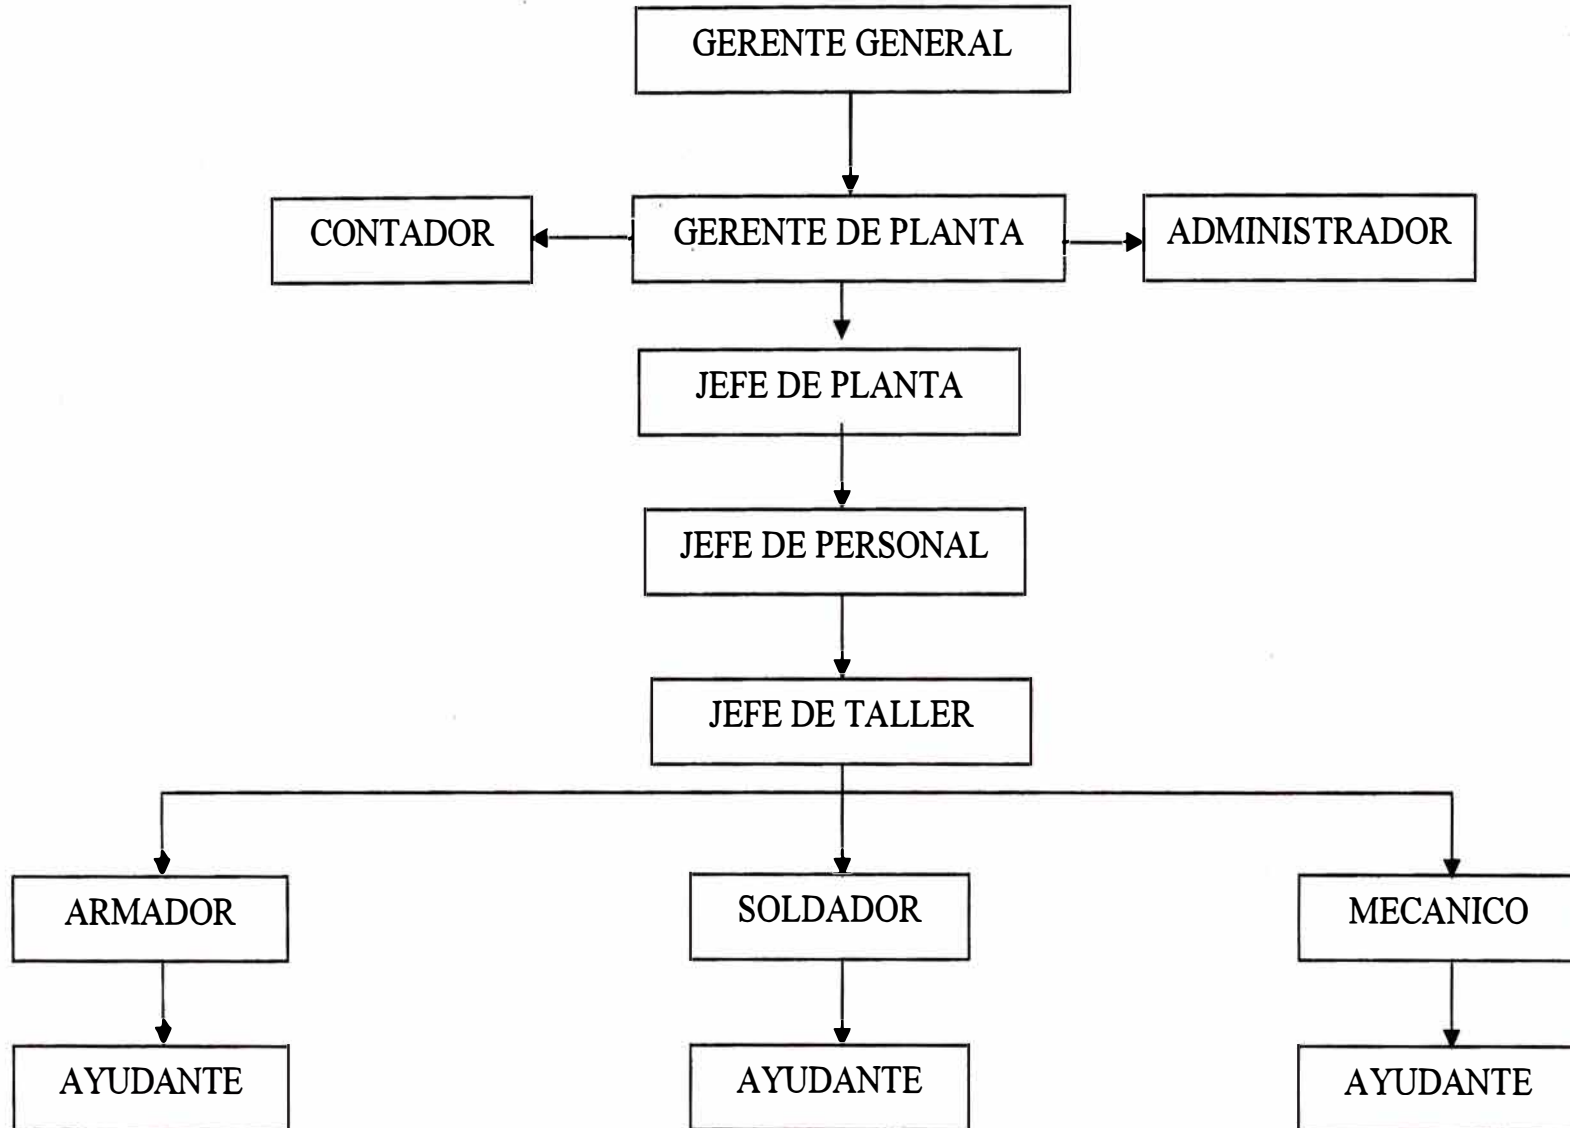 GERENTE GENERAL
CONTADOR
GERENTE DE PLANTA
ADMINISTRADOR
JEFE DE PLANTA
JEFE DE PERSONAL
JEFE DE TALLER
ARMADOR
SOLDADOR
MECANICO
AYUDANTE
AYUDANTE
AYUDANTE